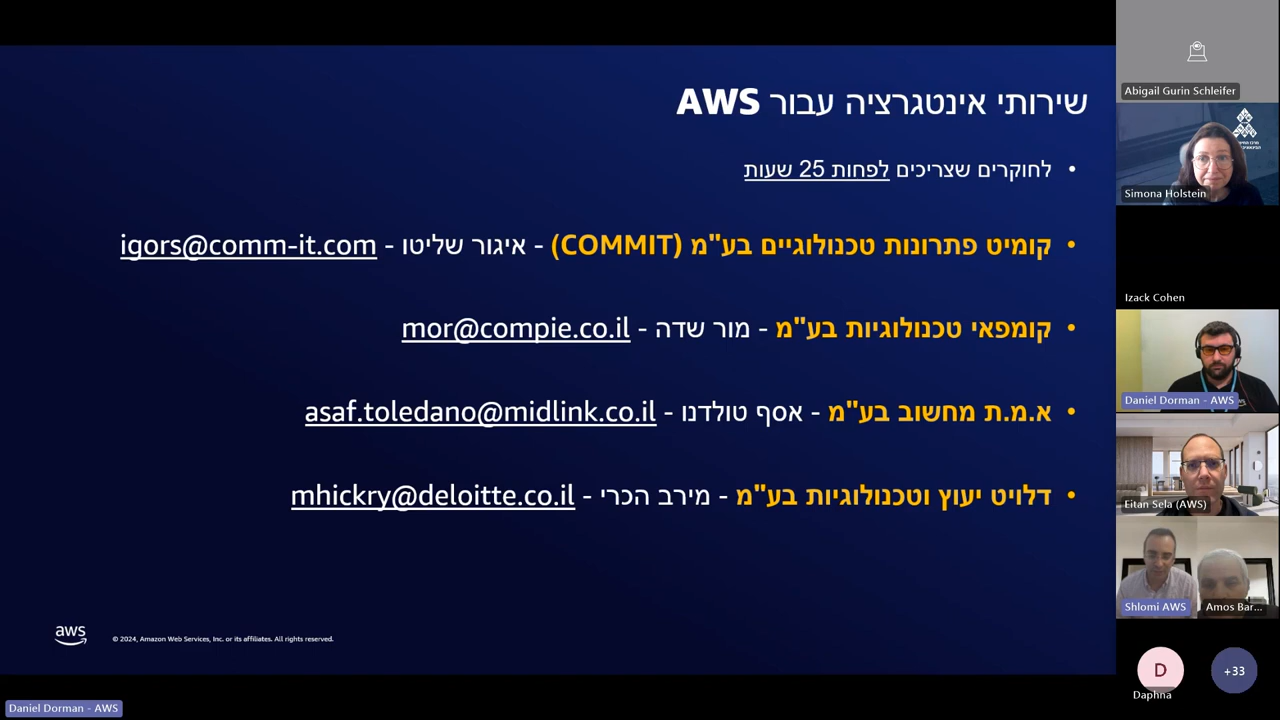 שירותי אינטגרציה עבור AWS
לחוקרים שצריכים לפחות 25 שעות
קומיט פתרונות טכנולוגיים בע"מ (COMMIT) - איגור שליטו - igors@comm-it.com
קומפאי טכנולוגיות בע"מ - מור שדה - mor@compie.co.il
א.מ.ת מחשוב בע"מ - אסף טולדנו - asaf.toledano@midlink.co.il
דלויט יעוץ וטכנולוגיות בע"מ - מירב הכרי - mhickry@deloitte.co.il
aws
© 2024, Amazon Web Services, Inc. or its affiliates. All rights reserved.
Daniel Dorman - AWS
Abigail Gurin Schleifer
Simona Holstein
Izack Cohen
Daniel Dorman - AWS
Eitan Sela (AWS)
Shlomi AWS
Amos Bar...
D
Daphna
+33